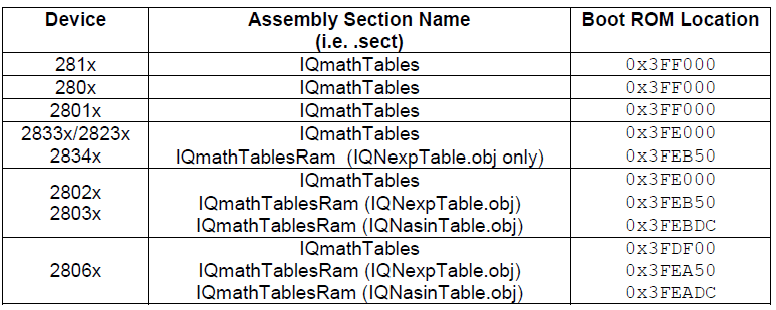 Device Assembly Section Name Boot ROM Location
(i.e. .sect)
281x IQmathTables 0x3FF000
280x IQmathTables 0x3FF000
2801x IQmathTables 0x3FF000
2833x/2823x IQmathTables 0x3FE000
2834x IQmathTablesRam (IQNexpTable.obj only) 0x3FEB50
IQmathTables 0x3FE000
2802x IQmathTablesRam (IQNexpTable.obj) 0x3FEB50
2803x IQmathTablesRam (IQNasinTable.obj) 0x3FEBDC
IQmathTables 0x3FDF00
2806x IQmathTablesRam (IQNexpTable.obj) 0x3FEA50
IQmathTablesRam (IQNasinTable.obj) 0x3FEADC